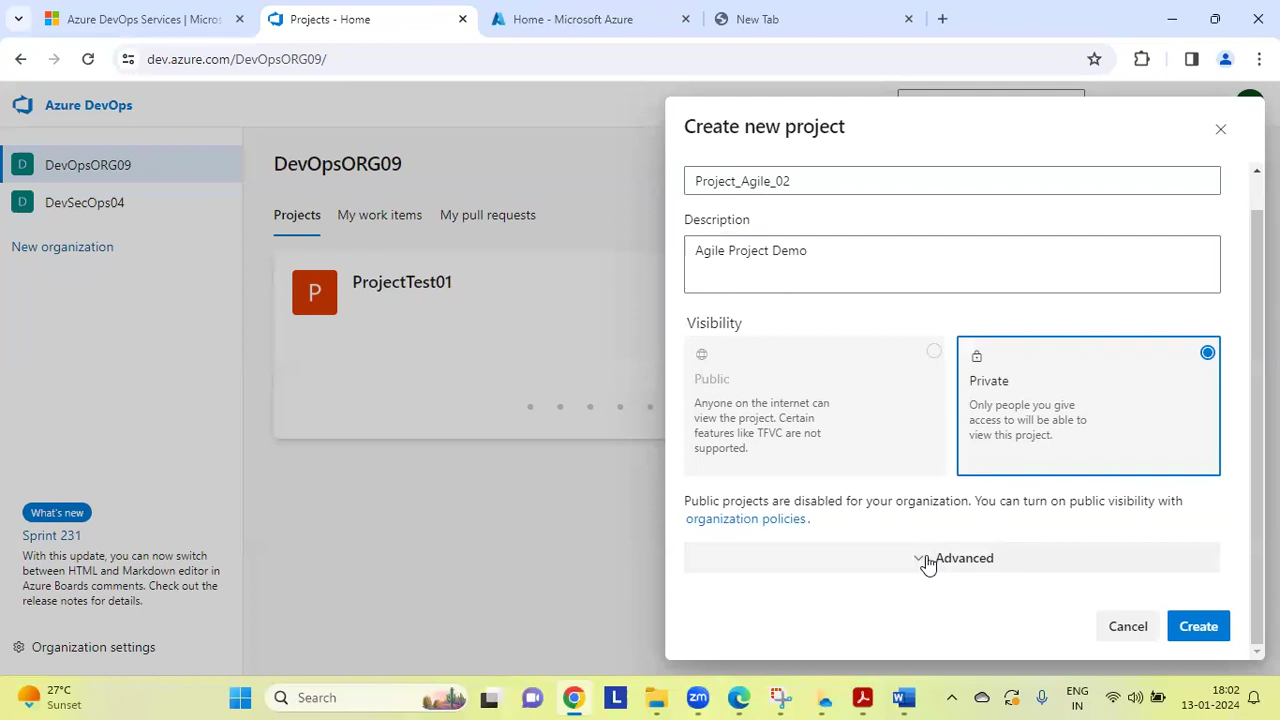 Azure DevOps Services | Micros
Projects - Home
Home - Microsoft Azure
New Tab
dev.azure.com/DevOpsORG09/
Azure DevOps
D DevOpsORG09
D DevSecOps04
New organization
What's new
Sprint 231
With this update, you can now switch
between HTML and Markdown editor in
Azure Boards comments. Check out the
release notes for details.
Organization settings
DevOpsORG09
Projects My work items My pull requests
P ProjectTest01
Create new project
Project_Agile_02
Description
Agile Project Demo
Visibility
Public
Anyone on the internet can
view the project. Certain
features like TFVC are not
supported.
Private
Only people you give
access to will be able to
view this project.
Public projects are disabled for your organization. You can turn on public visibility with
organization policies.
Advanced
Cancel Create
27°C
Sunset
Search
L
zm
W
ENG
IN
18:02
13-01-2024